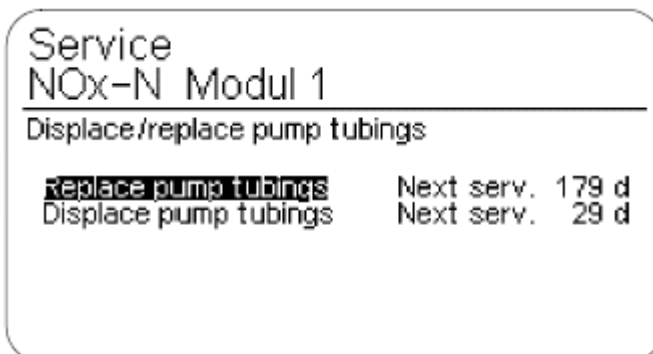 Service
NOx-N Modul 1
Displace/replace pump tubings
Replace pump tubings Next serv. 179 d
Displace pump tubings Next serv. 29 d